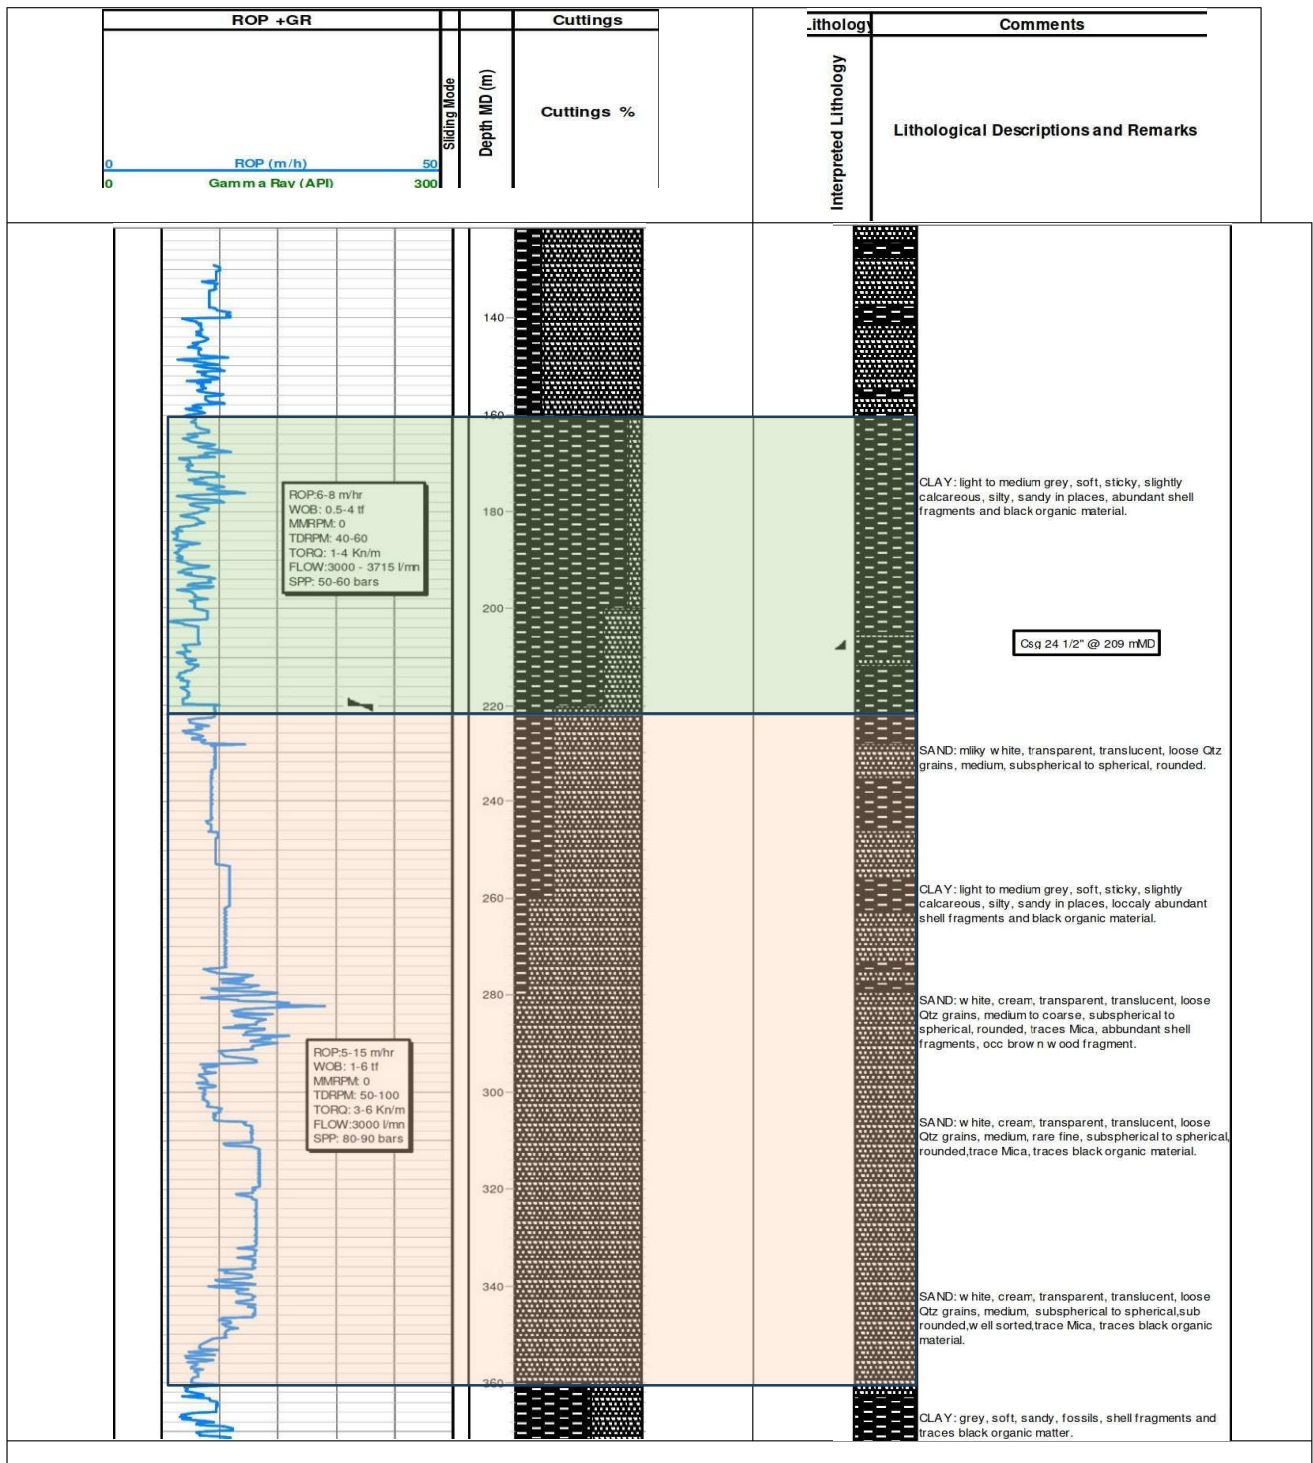 ROP +GR
Cuttings
Lithology
Comments
Sliding Mode
Depth MD (m)
Cuttings %
Interpreted Lithology
Lithological Descriptions and Remarks
0 ROP (m/h) 50
0 Gamma Ray (API) 300
140
160
180
200
220
240
260
280
300
320
340
360
ROP:6-8 m/hr
WOB: 0.5-4 tf
MMRPM: 0
TDRPM: 40-60
TORQ: 1-4 Kn/m
FLOW:3000 - 3715 l/mn
SPP: 50-60 bars
CLAY: light to medium grey, soft, sticky, slightly
calcareous, silty, sandy in places, abundant shell
fragments and black organic material.
Csg 24 1/2" @ 209 mMD
SAND: mliky white, transparent, translucent, loose Qtz
grains, medium, subspherical to spherical, rounded.
CLAY: light to medium grey, soft, sticky, slightly
calcareous, silty, sandy in places, loccaly abundant
shell fragments and black organic material.
SAND: white, cream, transparent, translucent, loose
Qtz grains, medium to coarse, subspherical to
spherical, rounded, traces Mica, abbundant shell
fragments, occ brown wood fragment.
ROP:5-15 m/hr
WOB: 1-6 tf
MMRPM: 0
TDRPM: 50-100
TORQ: 3-6 Kn/m
FLOW:3000 l/mn
SPP: 80-90 bars
SAND: white, cream, transparent, translucent, loose
Qtz grains, medium, rare fine, subspherical to spherical,
rounded,trace Mica, traces black organic material.
SAND: white, cream, transparent, translucent, loose
Qtz grains, medium, subspherical to spherical,sub
rounded,well sorted,trace Mica, traces black organic
material.
CLAY: grey, soft, sandy, fossils, shell fragments and
traces black organic matter.